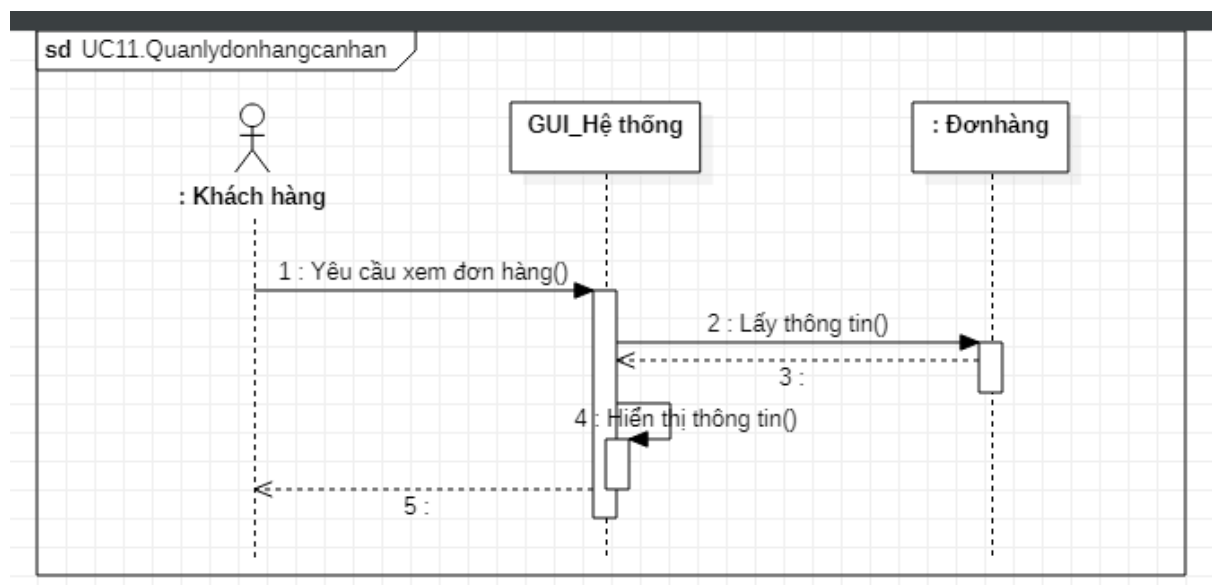 sd UC11.Quanlydonhangcanhan
GUI_Hệ thống
: Đơnhàng
: Khách hàng
1 : Yêu cầu xem đơn hàng()
2 : Lấy thông tin()
3 :
4 : Hiển thị thông tin()
5 :